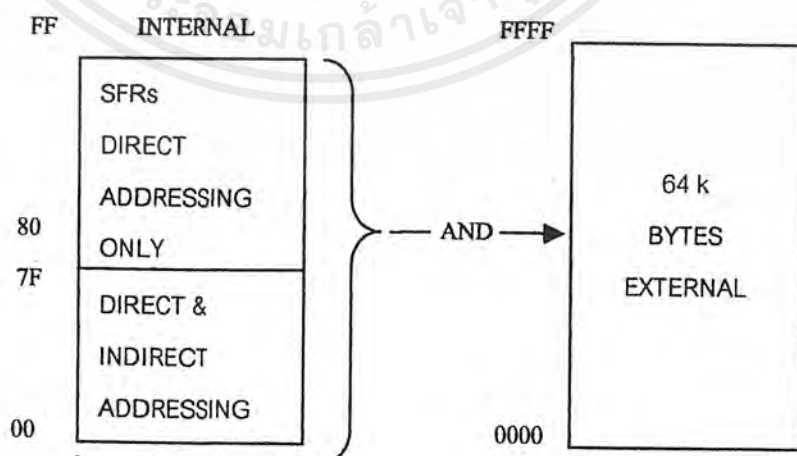 FF INTERNAL FFFF
SFRs
DIRECT
ADDRESSING
ONLY
80
7F
DIRECT &
INDIRECT
ADDRESSING
00
AND
64 k
BYTES
EXTERNAL
0000